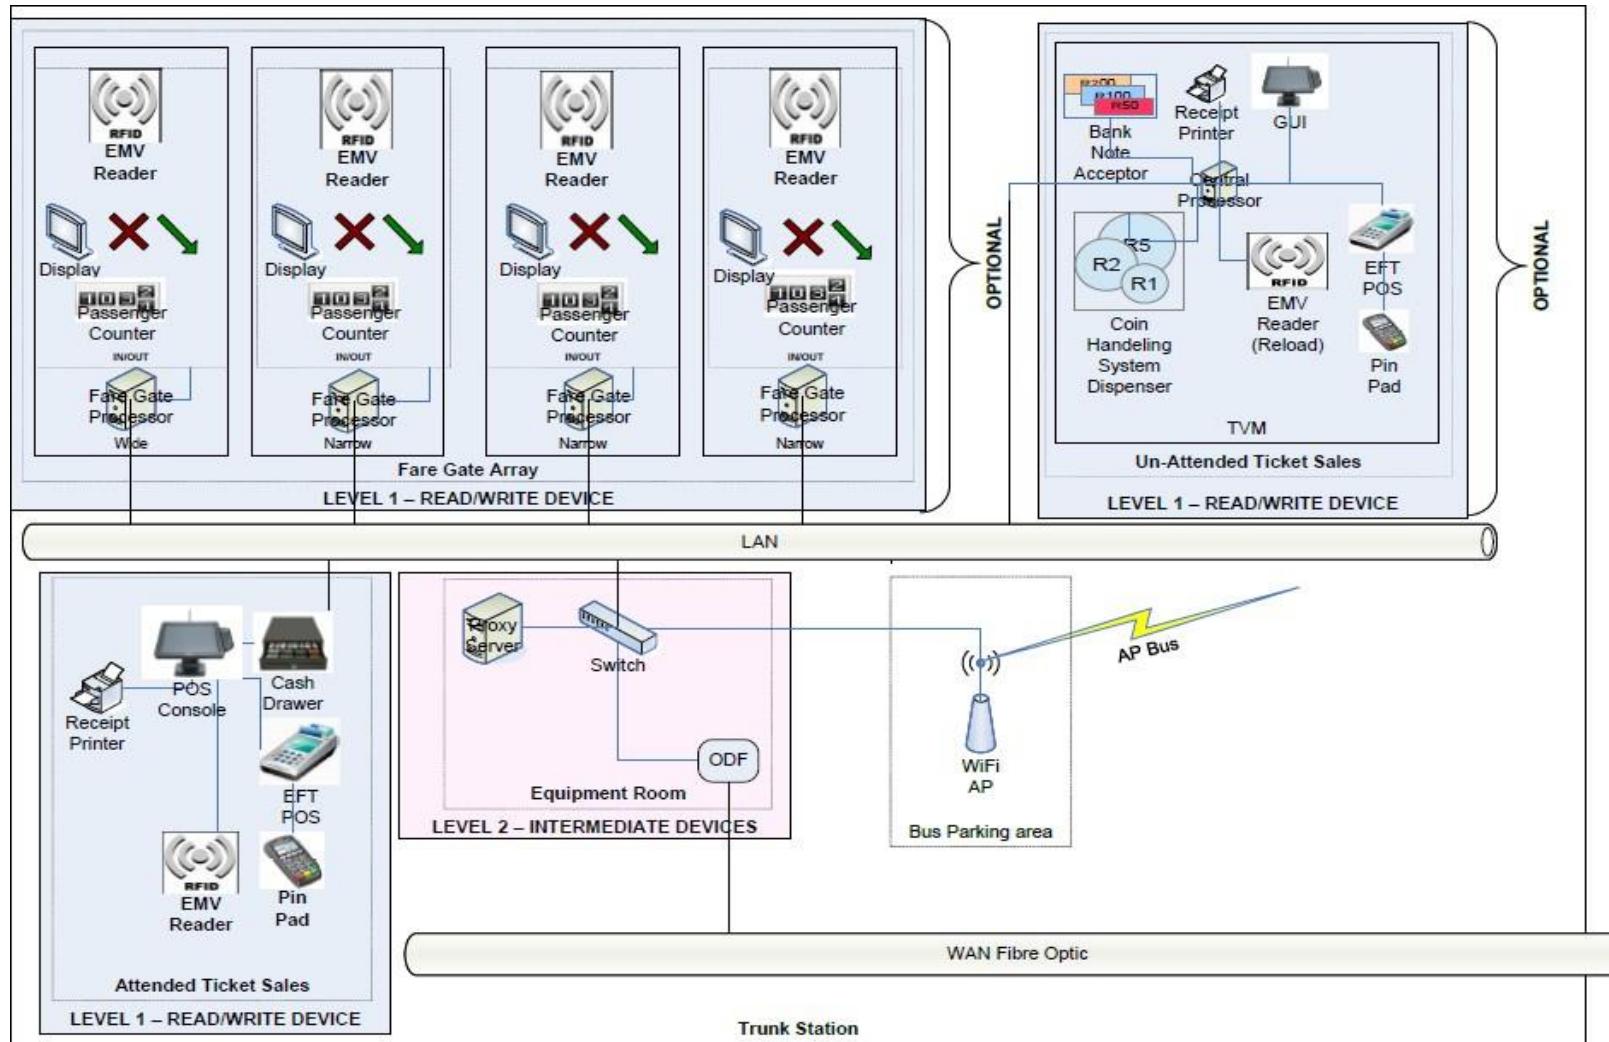 RFID
EMV
Reader
Display
Passenger
Counter
IN/OUT
Fare Gate
Processor
Wide
RFID
EMV
Reader
Display
Passenger
Counter
IN/OUT
Fare Gate
Processor
Narrow
RFID
EMV
Reader
Display
Passenger
Counter
IN/OUT
Fare Gate
Processor
Narrow
RFID
EMV
Reader
Display
Passenger
Counter
IN/OUT
Fare Gate
Processor
Narrow
Fare Gate Array
LEVEL 1 – READ/WRITE DEVICE
OPTIONAL
R200
R100
R50
Bank
Note
Acceptor
Receipt
Printer
GUI
Central
Processor
R5
R2
R1
Coin
Handeling
System
Dispenser
RFID
EMV
Reader
(Reload)
EFT
POS
Pin
Pad
TVM
Un-Attended Ticket Sales
LEVEL 1 – READ/WRITE DEVICE
OPTIONAL
LAN
POS
Console
Cash
Drawer
Receipt
Printer
EFT
POS
RFID
EMV
Reader
Pin
Pad
Attended Ticket Sales
LEVEL 1 – READ/WRITE DEVICE
Proxy
Server
Switch
ODF
Equipment Room
LEVEL 2 – INTERMEDIATE DEVICES
AP Bus
WiFi
AP
Bus Parking area
WAN Fibre Optic
Trunk Station